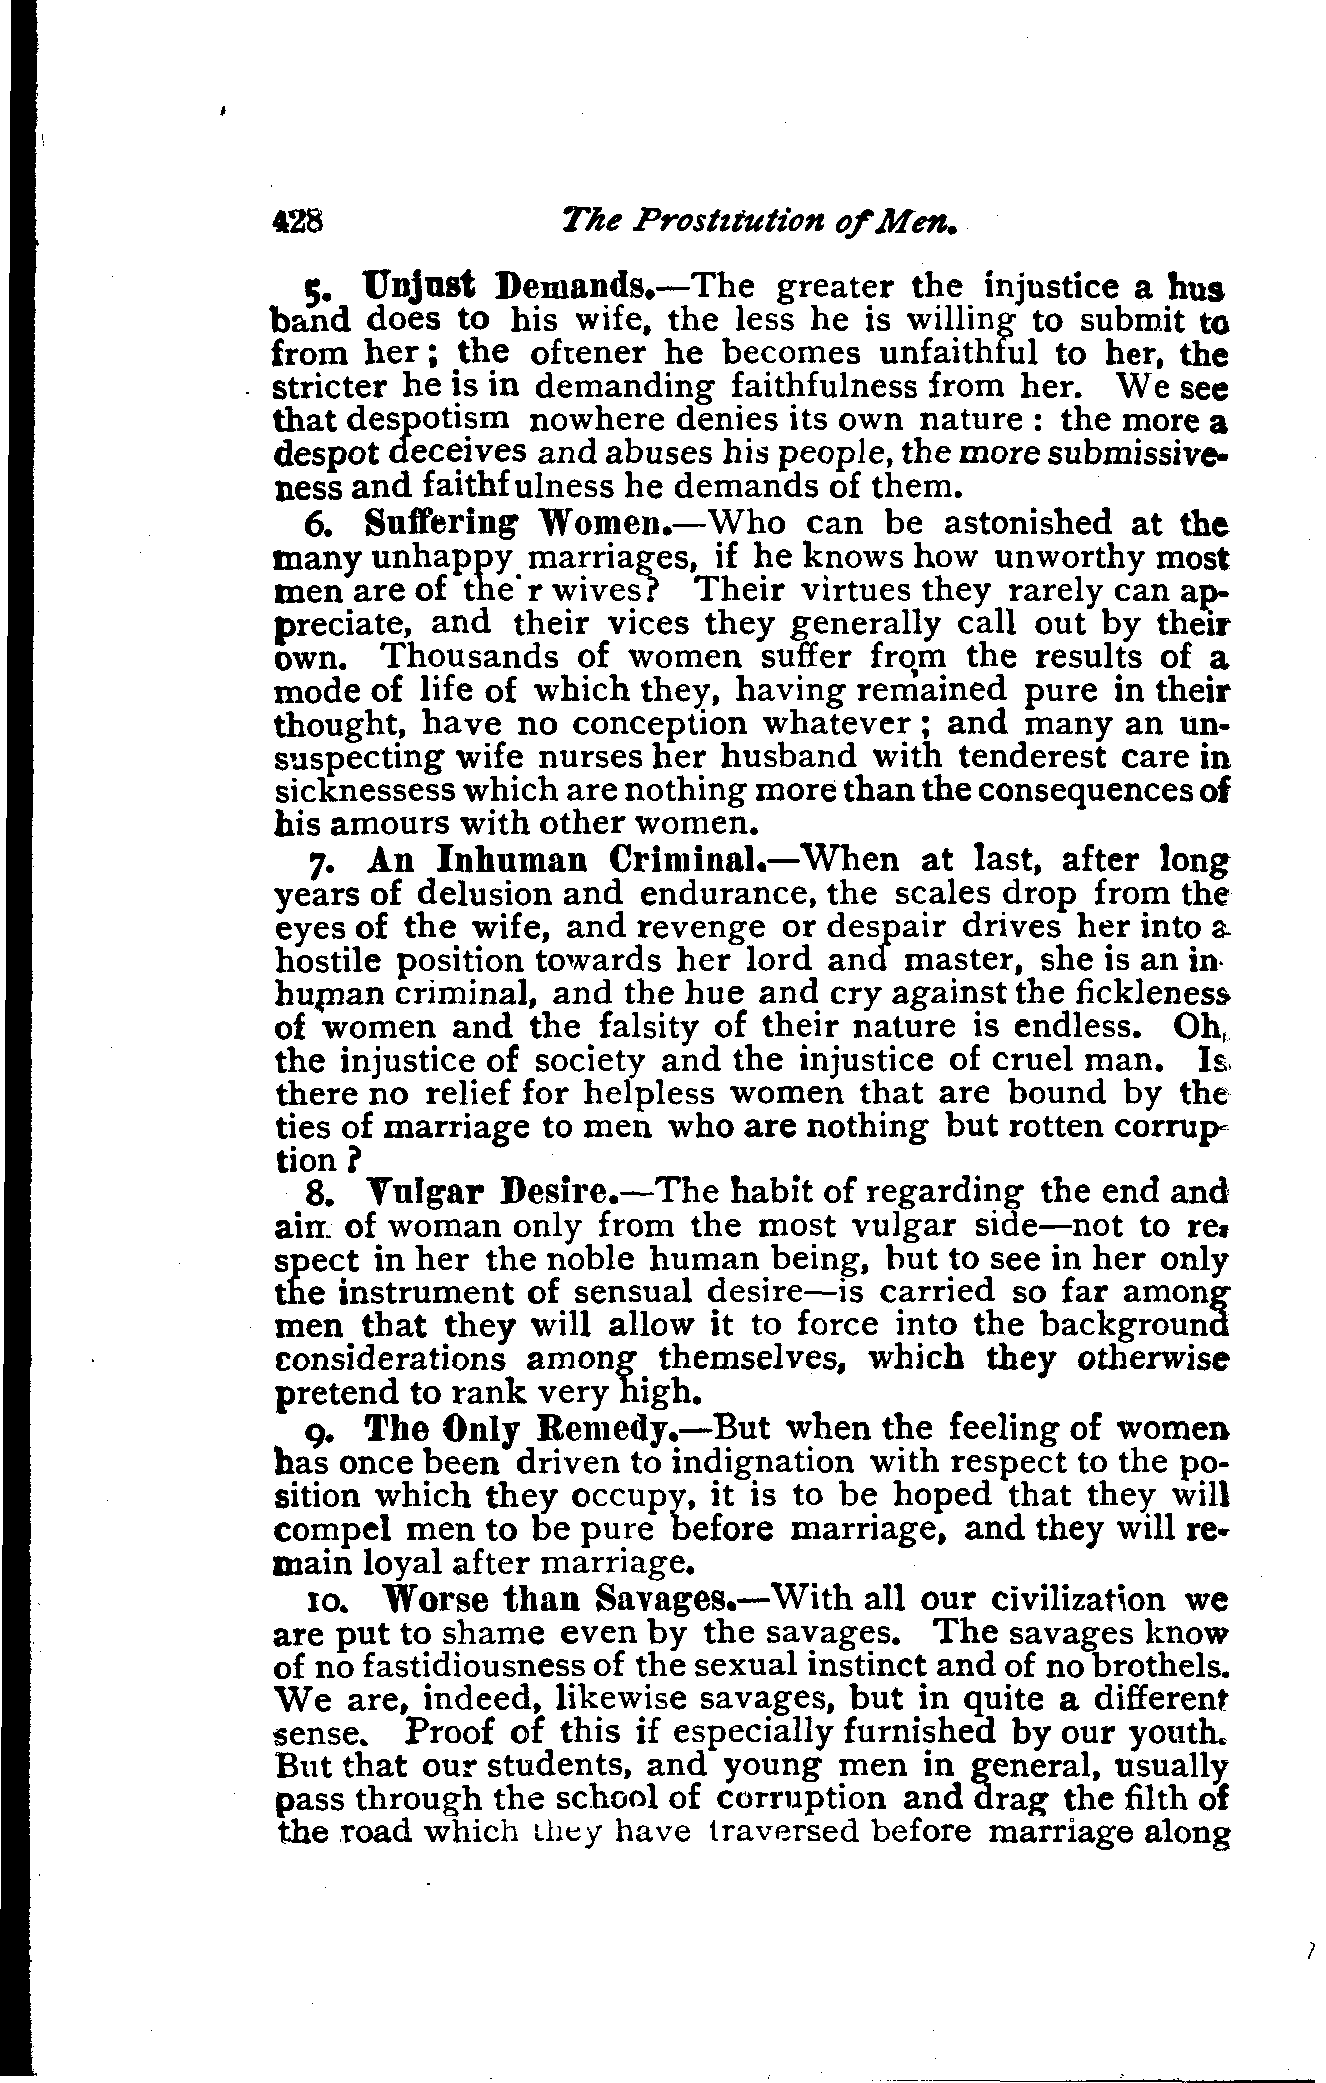 428 The Prostitution of Men.
5. Unjust Demands.—The greater the injustice a hus
band does to his wife, the less he is willing to submit to
from her; the oftener he becomes unfaithful to her, the
stricter he is in demanding faithfulness from her. We see
that despotism nowhere denies its own nature: the more a
despot deceives and abuses his people, the more submissive-
ness and faithfulness he demands of them.
6. Suffering Women.—Who can be astonished at the
many unhappy marriages, if he knows how unworthy most
men are of the'r wives? Their virtues they rarely can ap-
preciate, and their vices they generally call out by their
own. Thousands of women suffer from the results of a
mode of life of which they, having remained pure in their
thought, have no conception whatever; and many an un-
suspecting wife nurses her husband with tenderest care in
sicknessess which are nothing more than the consequences of
his amours with other women.
7. An Inhuman Criminal.—When at last, after long
years of delusion and endurance, the scales drop from the
eyes of the wife, and revenge or despair drives her into a
hostile position towards her lord and master, she is an in-
human criminal, and the hue and cry against the fickleness
of women and the falsity of their nature is endless. Oh,
the injustice of society and the injustice of cruel man. Is
there no relief for helpless women that are bound by the
ties of marriage to men who are nothing but rotten corrup-
tion?
8. Vulgar Desire.—The habit of regarding the end and
aim of woman only from the most vulgar side—not to re-
spect in her the noble human being, but to see in her only
the instrument of sensual desire—is carried so far among
men that they will allow it to force into the background
considerations among themselves, which they otherwise
pretend to rank very high.
9. The Only Remedy.—But when the feeling of women
has once been driven to indignation with respect to the po-
sition which they occupy, it is to be hoped that they will
compel men to be pure before marriage, and they will re-
main loyal after marriage.
10. Worse than Savages.—With all our civilization we
are put to shame even by the savages. The savages know
of no fastidiousness of the sexual instinct and of no brothels.
We are, indeed, likewise savages, but in quite a different
sense. Proof of this if especially furnished by our youth.
But that our students, and young men in general, usually
pass through the school of corruption and drag the filth of
the road which they have traversed before marriage along